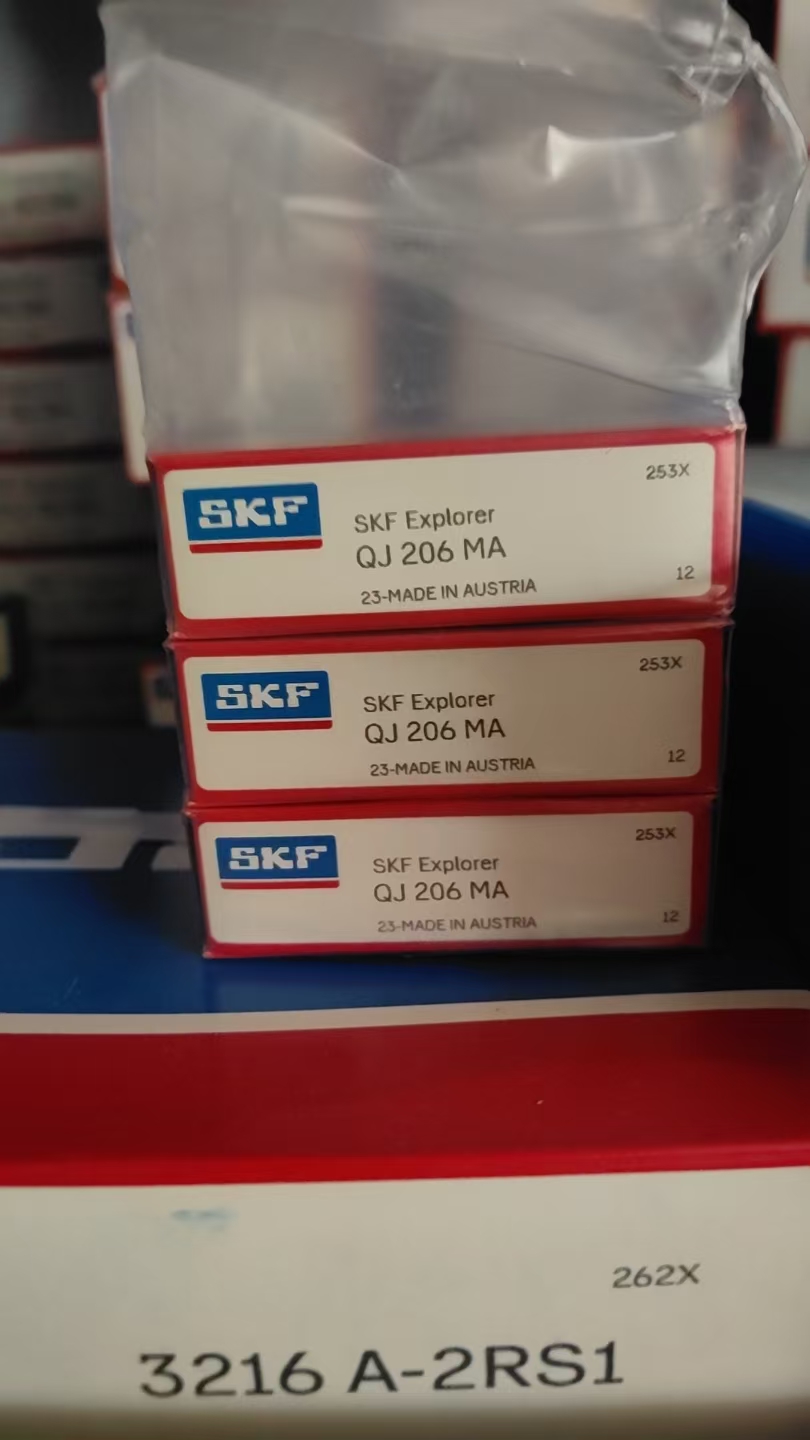 253X
SKF
SKF Explorer
QJ 206 MA
23-MADE IN AUSTRIA
12
253X
SKF
SKF Explorer
QJ 206 MA
23-MADE IN AUSTRIA
12
253X
SKF
SKF Explorer
QJ 206 MA
23-MADE IN AUSTRIA
12
262X
3216 A-2RS1